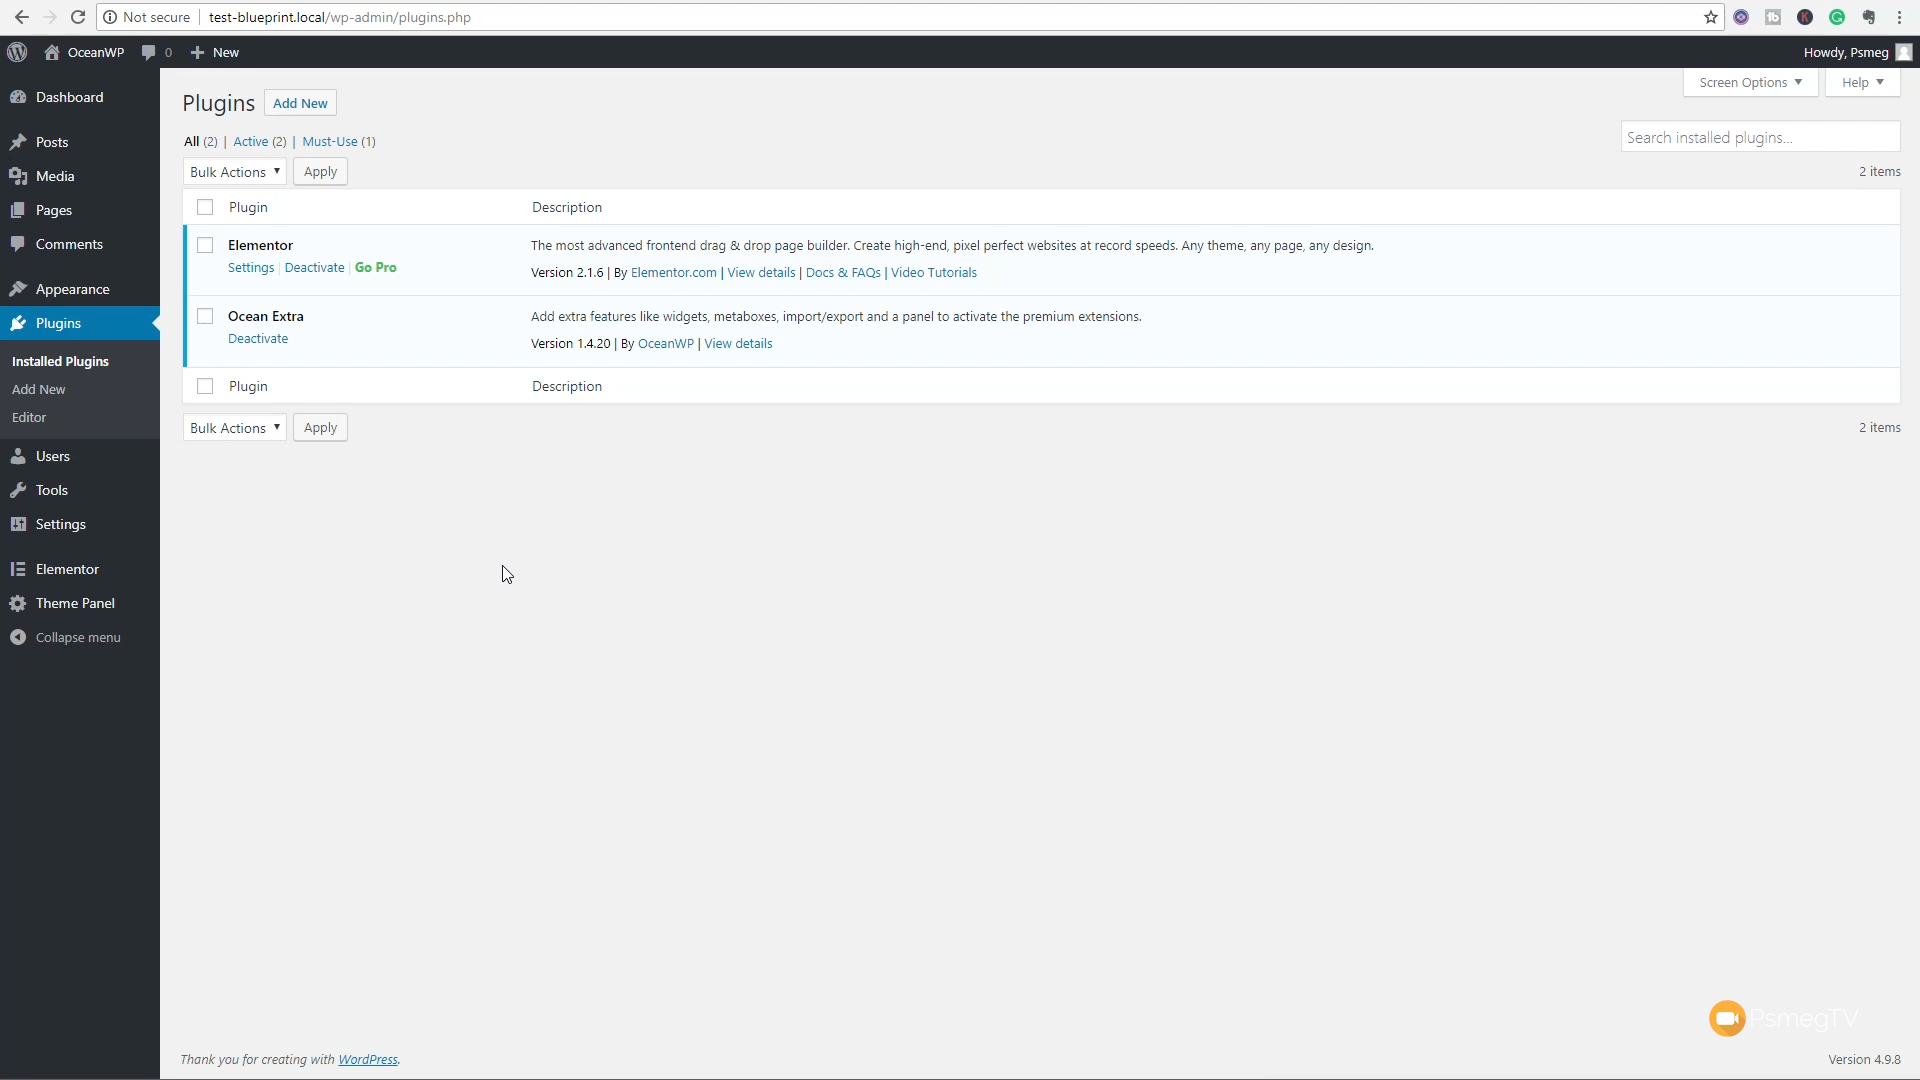 Not secure | test-blueprint.local/wp-admin/plugins.php
OceanWP 0 New Howdy, Psmeg
Screen Options Help
Dashboard
Posts
Media
Pages
Comments
Appearance
Plugins
Installed Plugins
Add New
Editor
Users
Tools
Settings
Elementor
Theme Panel
Collapse menu
Plugins Add New
All (2) | Active (2) | Must-Use (1)
Search installed plugins...
Bulk Actions Apply 2 items
Plugin Description
Elementor The most advanced frontend drag & drop page builder. Create high-end, pixel perfect websites at record speeds. Any theme, any page, any design.
Settings | Deactivate | Go Pro Version 2.1.6 | By Elementor.com | View details | Docs & FAQs | Video Tutorials
Ocean Extra Add extra features like widgets, metaboxes, import/export and a panel to activate the premium extensions.
Deactivate Version 1.4.20 | By OceanWP | View details
Plugin Description
Bulk Actions Apply 2 items
PsmegTV
Thank you for creating with WordPress. Version 4.9.8